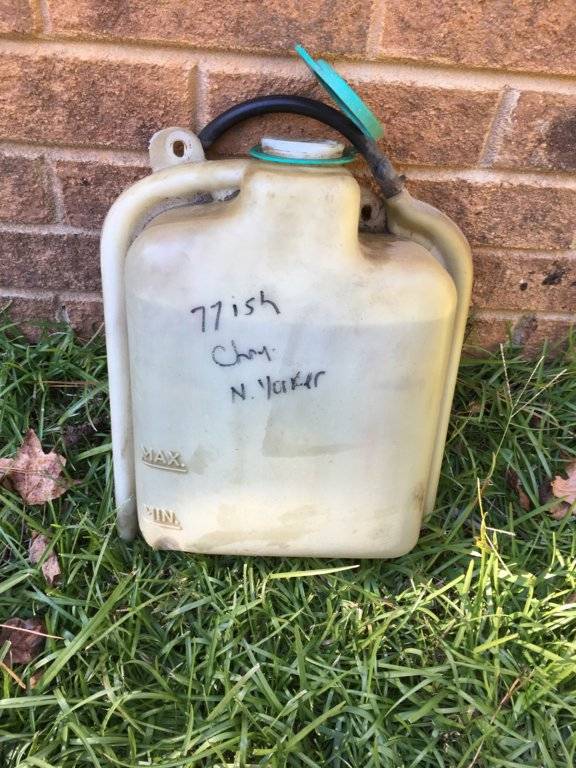 77ish
Chry.
N. Yorker
MAX.
MIN.